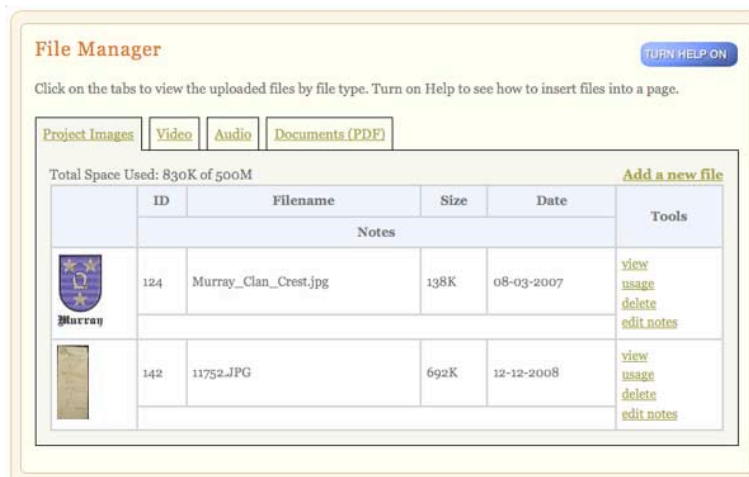 File Manager
TURN HELP ON
Click on the tabs to view the uploaded files by file type. Turn on Help to see how to insert files into a page.
Project Images Video Audio Documents (PDF)
Total Space Used: 830K of 500M Add a new file
ID Filename Size Date Tools
Notes
124 Murray_Clan_Crest.jpg 138K 08-03-2007
Murray
view
usage
delete
edit notes
142 11752.JPG 692K 12-12-2008
view
usage
delete
edit notes